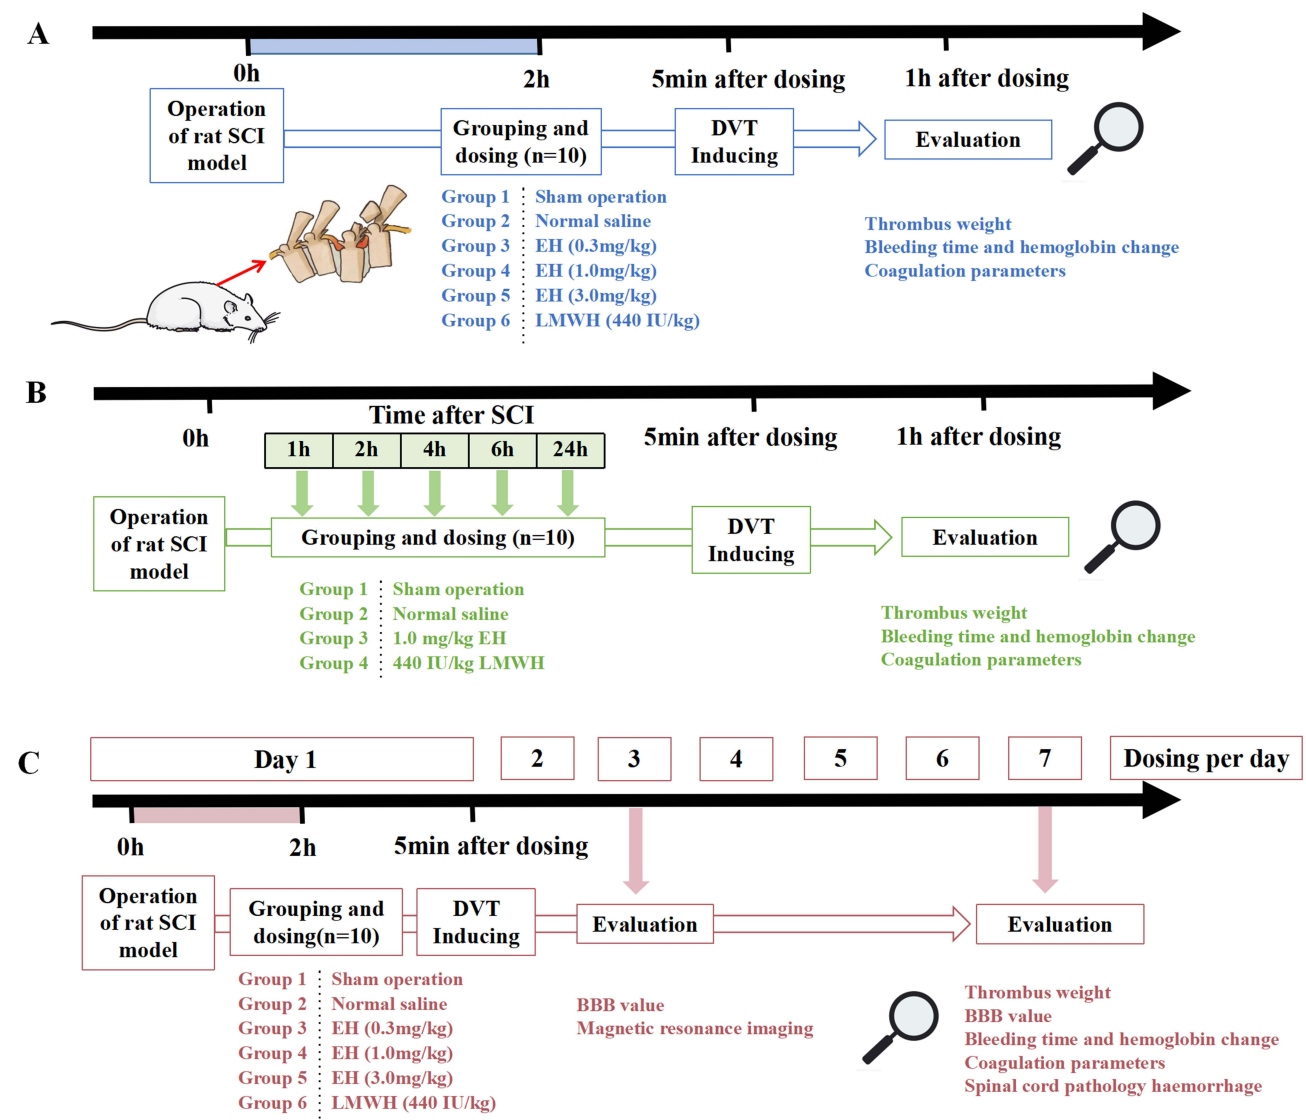 A
0h
2h
5min after dosing
1h after dosing
Operation
of rat SCI
model
Grouping and
dosing (n=10)
DVT
Inducing
Evaluation
Group 1 Sham operation
Group 2 Normal saline
Group 3 EH (0.3mg/kg)
Group 4 EH (1.0mg/kg)
Group 5 EH (3.0mg/kg)
Group 6 LMWH (440 IU/kg)
Thrombus weight
Bleeding time and hemoglobin change
Coagulation parameters
B
0h
Time after SCI
1h 2h 4h 6h 24h
5min after dosing
1h after dosing
Operation
of rat SCI
model
Grouping and dosing (n=10)
DVT
Inducing
Evaluation
Group 1 Sham operation
Group 2 Normal saline
Group 3 1.0 mg/kg EH
Group 4 440 IU/kg LMWH
Thrombus weight
Bleeding time and hemoglobin change
Coagulation parameters
C
Day 1 2 3 4 5 6 7 Dosing per day
0h
2h
5min after dosing
Operation
of rat SCI
model
Grouping and
dosing(n=10)
DVT
Inducing
Evaluation
Evaluation
Group 1 Sham operation
Group 2 Normal saline
Group 3 EH (0.3mg/kg)
Group 4 EH (1.0mg/kg)
Group 5 EH (3.0mg/kg)
Group 6 LMWH (440 IU/kg)
BBB value
Magnetic resonance imaging
Thrombus weight
BBB value
Bleeding time and hemoglobin change
Coagulation parameters
Spinal cord pathology haemorrhage